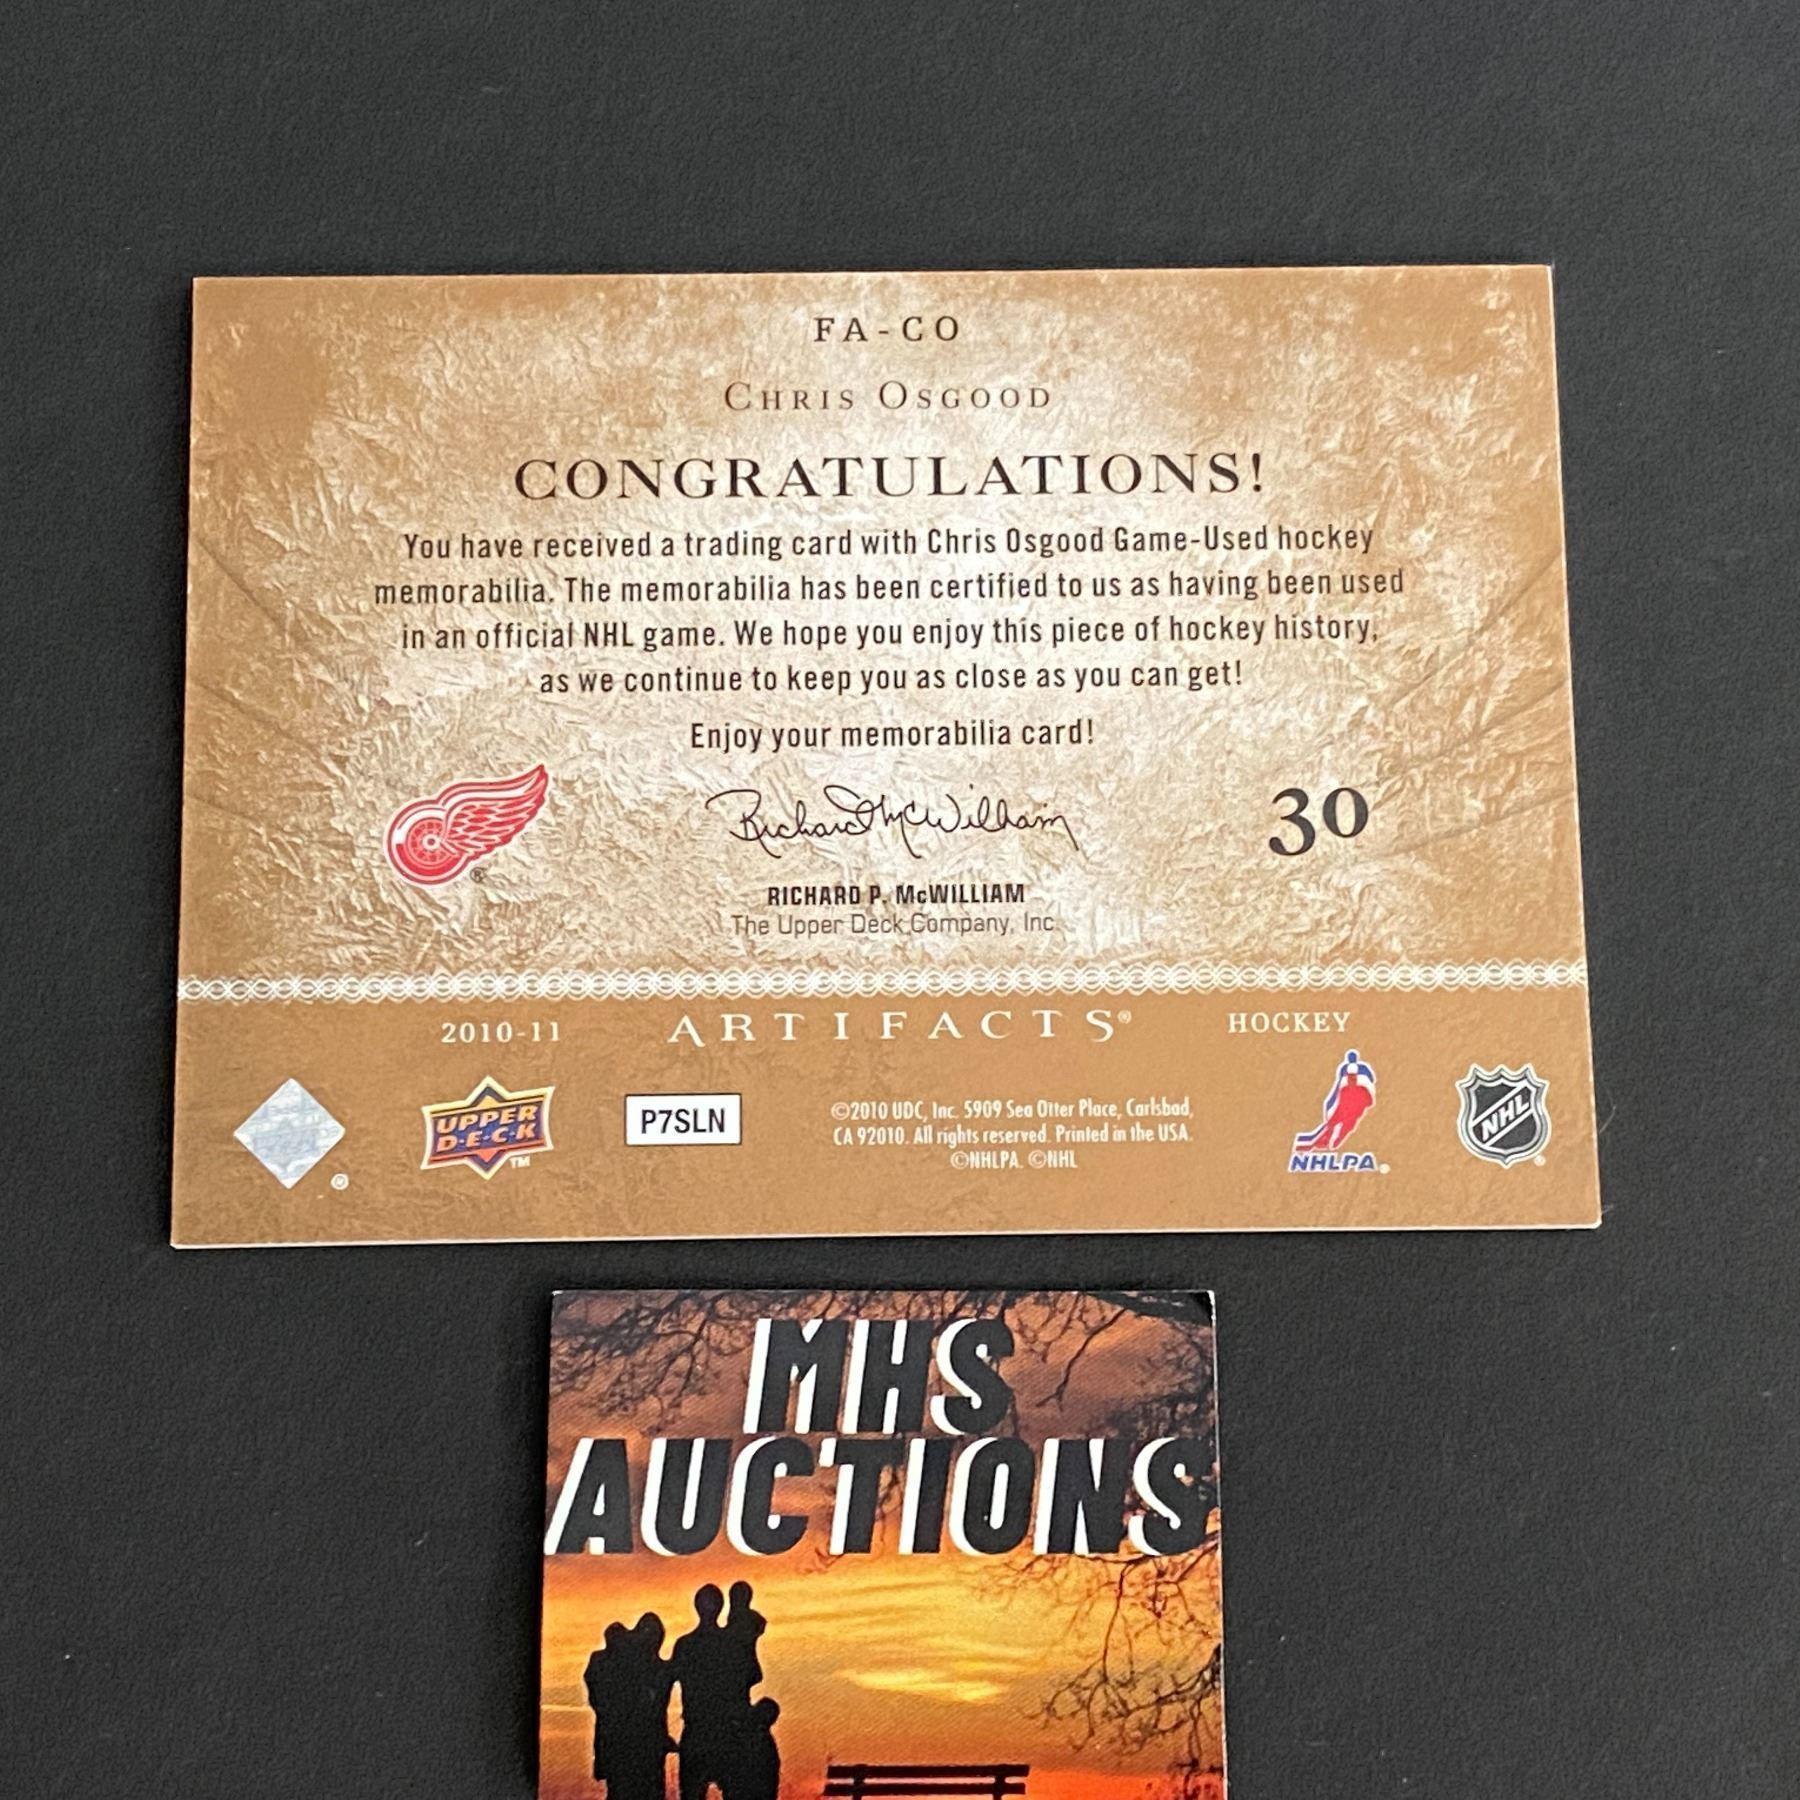 FA-CO
CHRIS OSGOOD
CONGRATULATIONS!
You have received a trading card with Chris Osgood Game-Used hockey
memorabilia. The memorabilia has been certified to us as having been used
in an official NHL game. We hope you enjoy this piece of hockey history,
as we continue to keep you as close as you can get!
Enjoy your memorabilia card!
®
Richard McWilliam
30
RICHARD P. McWILLIAM
The Upper Deck Company, Inc.
2010-11 ARTIFACTS® HOCKEY
®
UPPER
D·E·C·K
TM
P7SLN
©2010 UDC, Inc. 5909 Sea Otter Place, Carlsbad,
CA 92010. All rights reserved. Printed in the USA.
©NHLPA. ©NHL
NHLPA®
NHL®
MHS
AUCTIONS